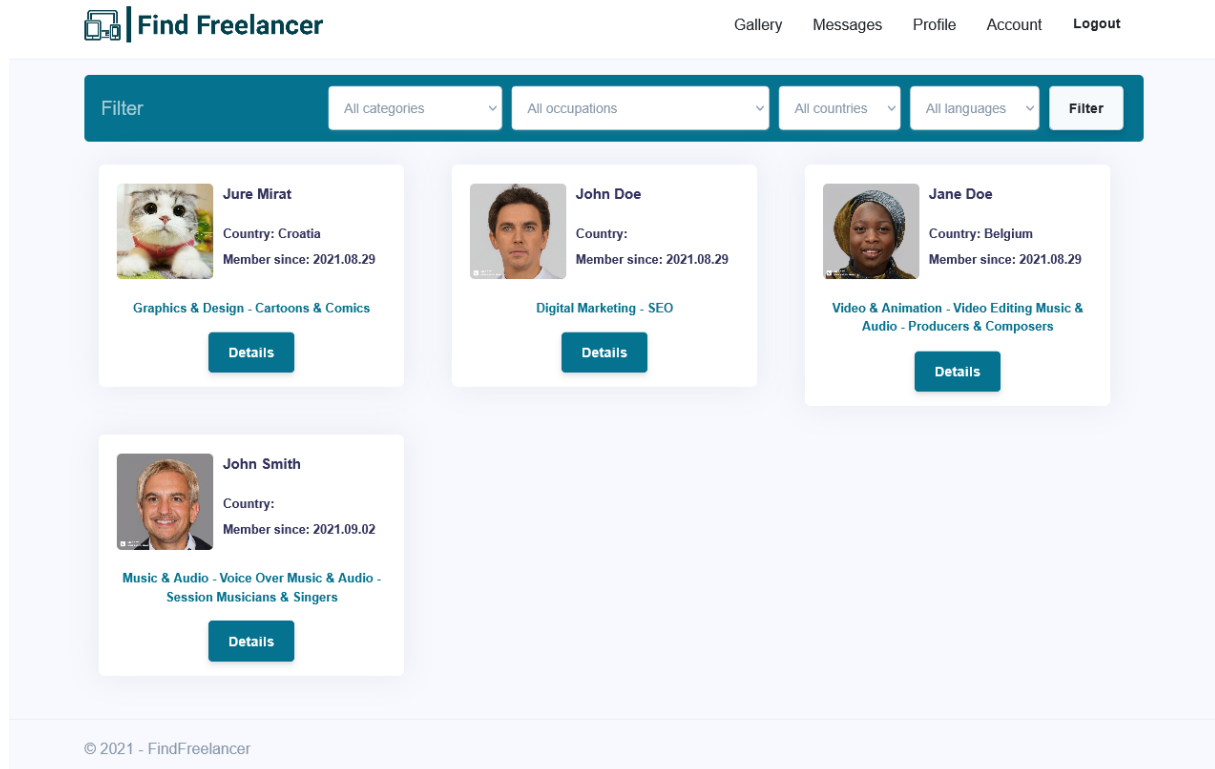 Find Freelancer
Gallery Messages Profile Account Logout
Filter All categories All occupations All countries All languages Filter
Jure Mirat
Country: Croatia
Member since: 2021.08.29
Graphics & Design - Cartoons & Comics
Details
John Doe
Country:
Member since: 2021.08.29
Digital Marketing - SEO
Details
Jane Doe
Country: Belgium
Member since: 2021.08.29
Video & Animation - Video Editing Music &
Audio - Producers & Composers
Details
John Smith
Country:
Member since: 2021.09.02
Music & Audio - Voice Over Music & Audio -
Session Musicians & Singers
Details
© 2021 - FindFreelancer